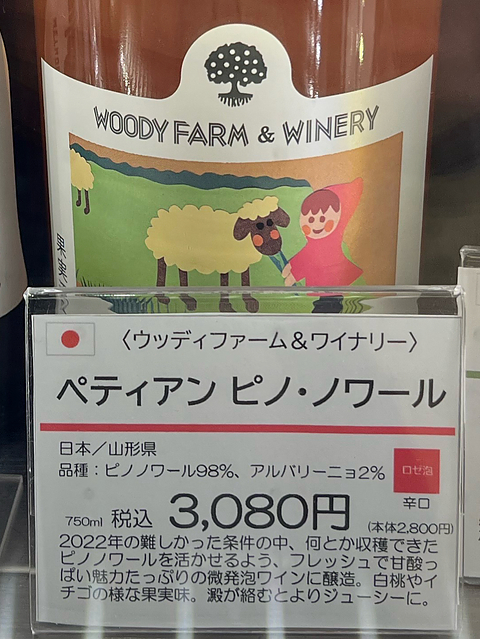 WOODY FARM & WINERY
〈ウッディファーム&ワイナリー〉
ペティアン ピノ・ノワール
日本/山形県
品種:ピノノワール98%、アルバリーニョ2%
ロゼ泡
辛口
750ml 税込 3,080円 (本体2,800円)
2022年の難しかった条件の中、何とか収穫できた
ピノノワールを活かせるよう、フレッシュで甘酸っ
ぱい魅力たっぷりの微発泡ワインに醸造。白桃やイ
チゴの様な果実味。澱が絡むとよりジューシーに。